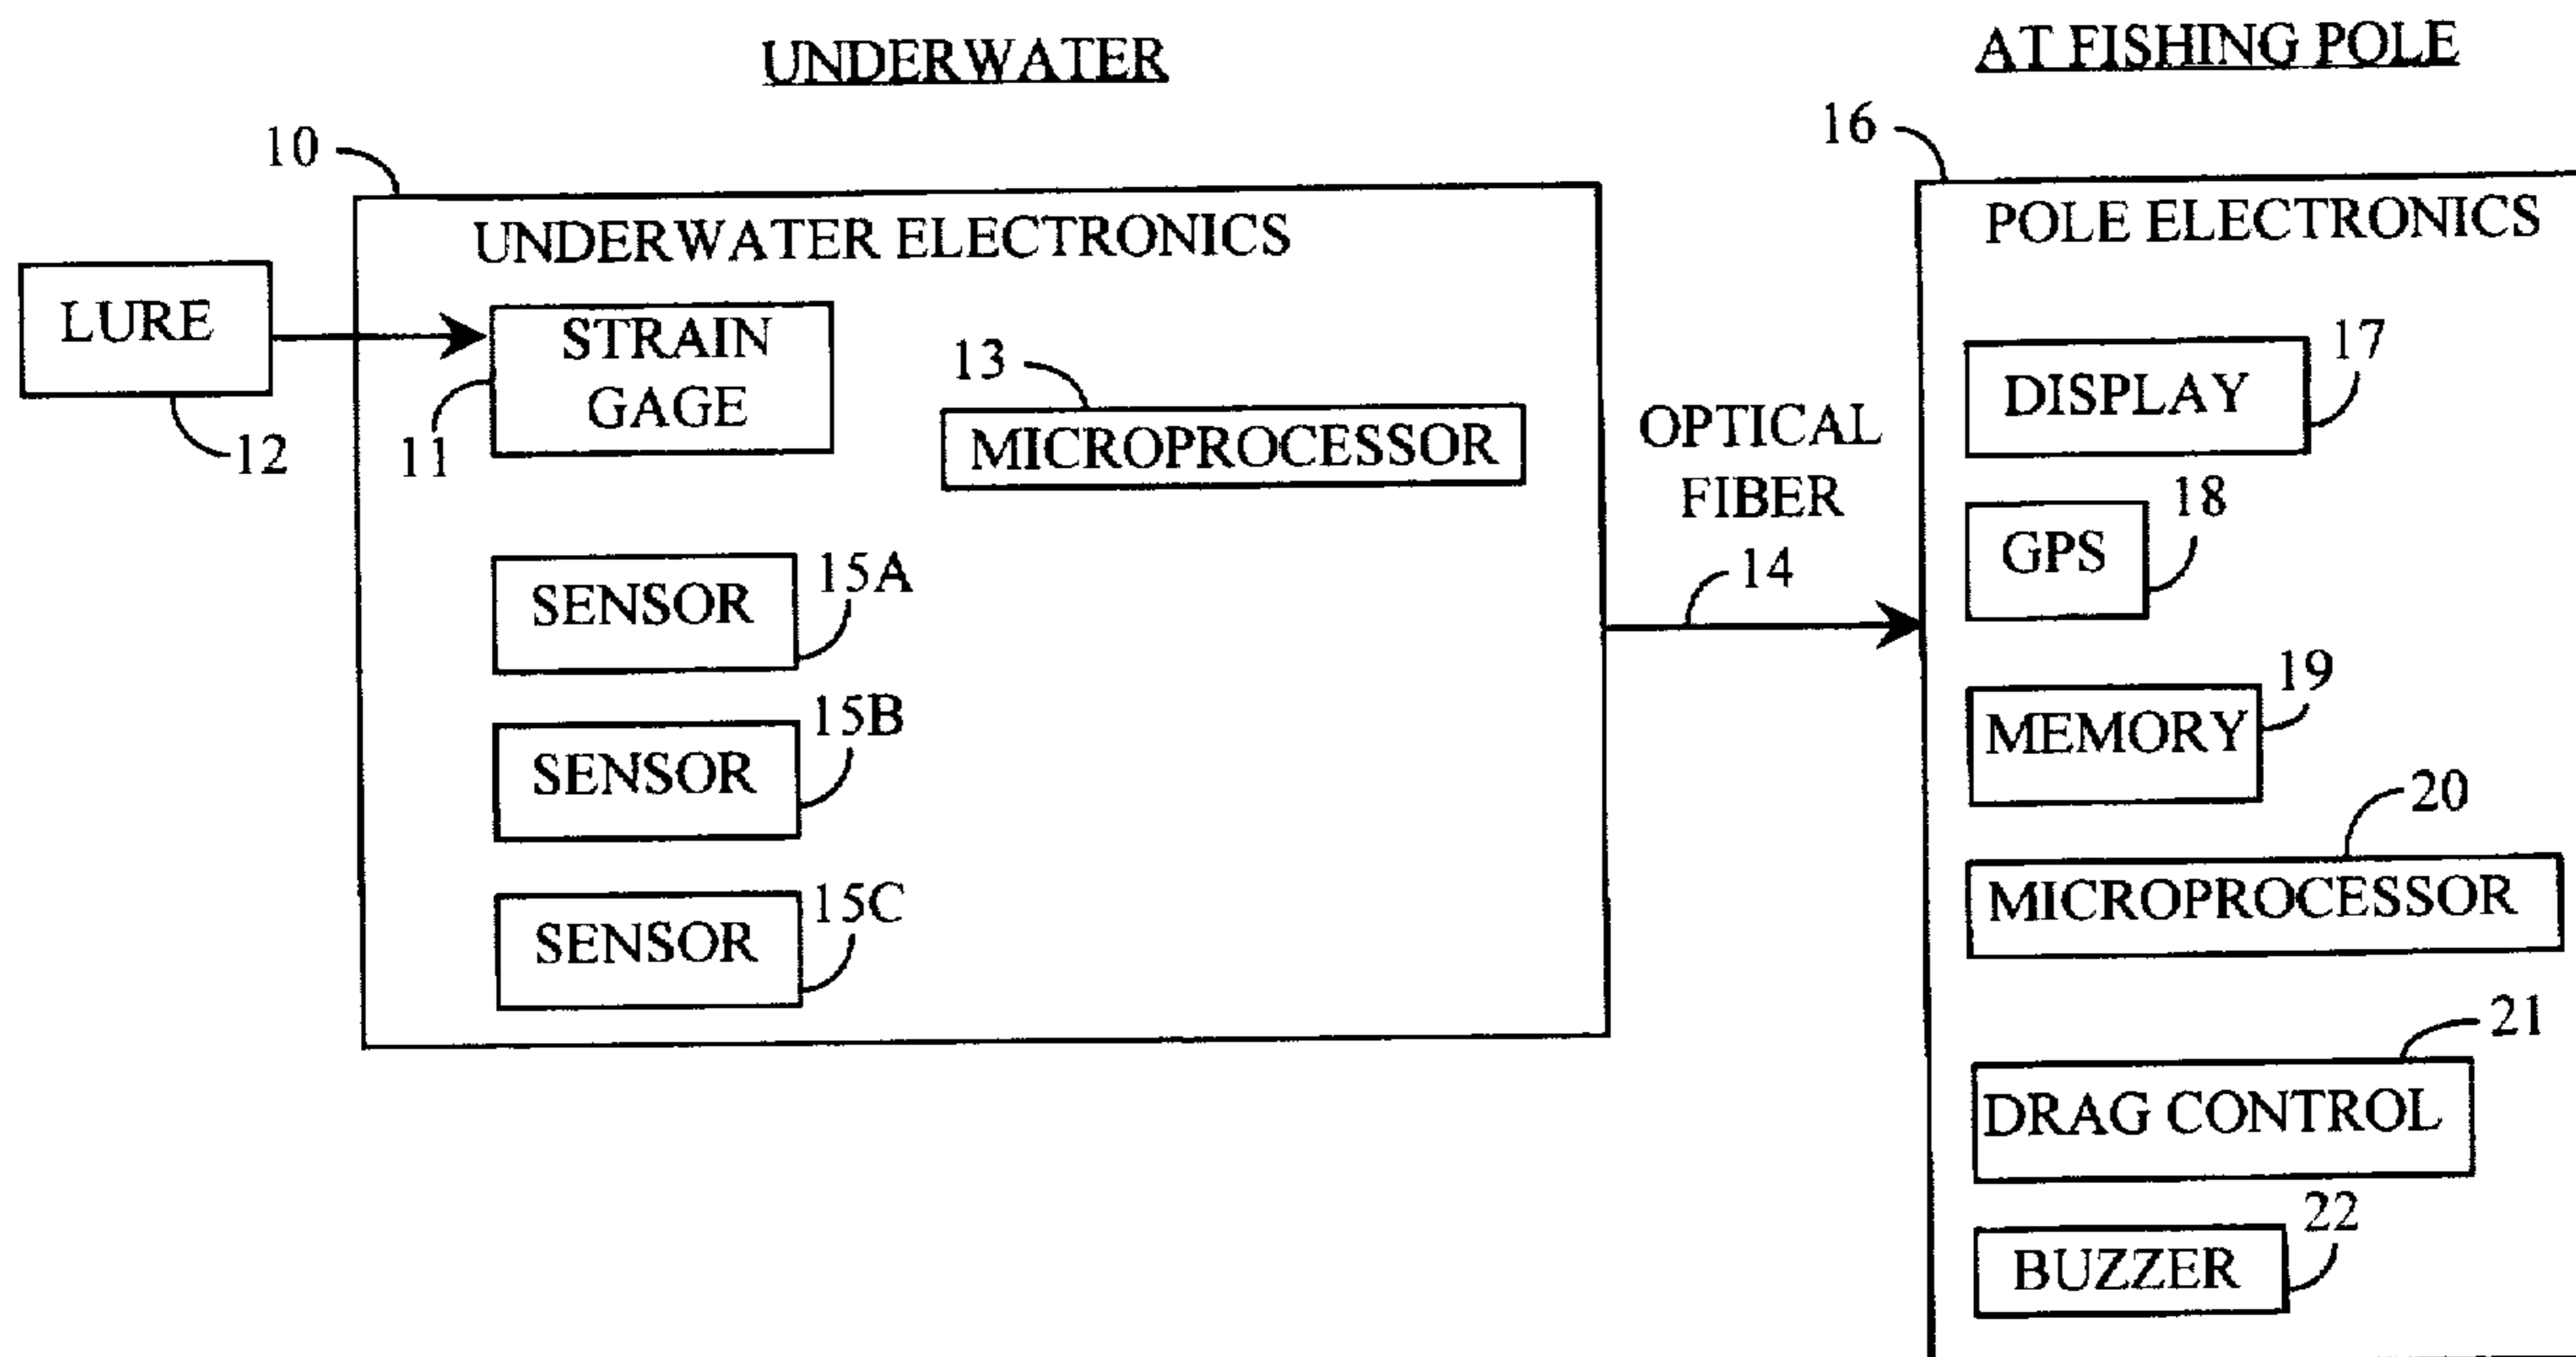 UNDERWATER
AT FISHING POLE
10
16
UNDERWATER ELECTRONICS
POLE ELECTRONICS
LURE
12
STRAIN
GAGE
11
13
MICROPROCESSOR
OPTICAL
FIBER
14
SENSOR
15A
SENSOR
15B
SENSOR
15C
DISPLAY
17
GPS
18
MEMORY
19
20
MICROPROCESSOR
21
DRAG CONTROL
BUZZER
22